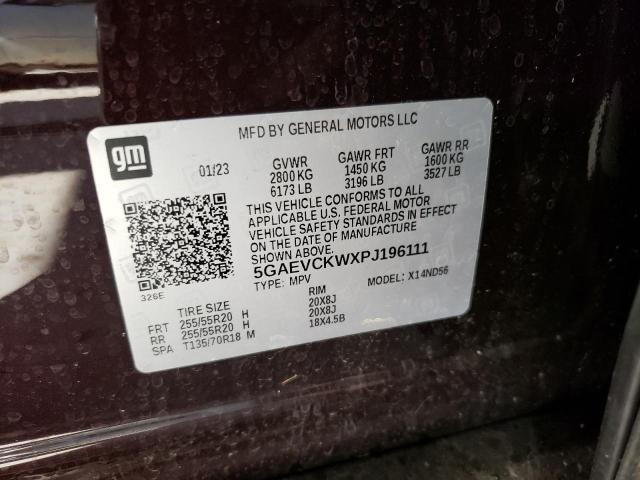 MFD BY GENERAL MOTORS LLC
gm
01/23
GVWR GAWR FRT GAWR RR
2800 KG 1450 KG 1600 KG
6173 LB 3196 LB 3527 LB
THIS VEHICLE CONFORMS TO ALL
APPLICABLE U.S. FEDERAL MOTOR
VEHICLE SAFETY STANDARDS IN EFFECT
ON THE DATE OF MANUFACTURE
SHOWN ABOVE.
5GAEVCKWXPJ196111
TYPE: MPV MODEL: X14ND56
326E
TIRE SIZE RIM
FRT 255/55R20 H 20X8J
RR 255/55R20 H 20X8J
SPA T135/70R18 M 18X4.5B